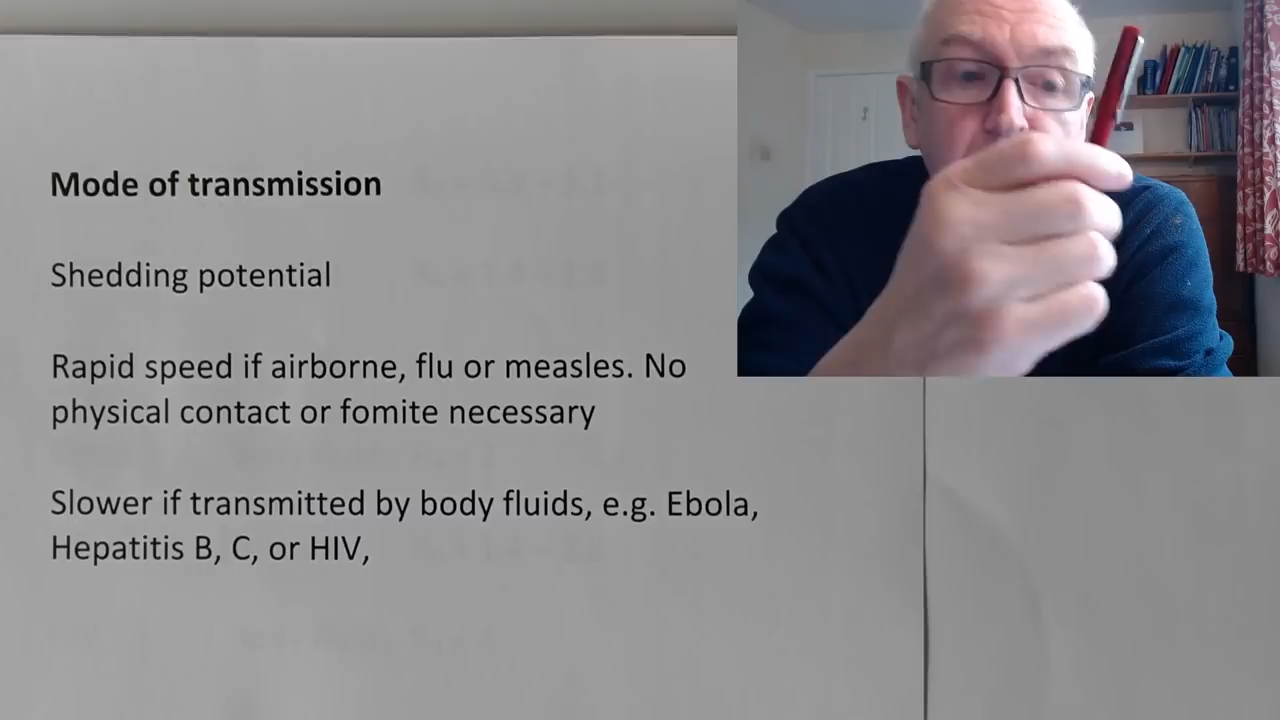 Mode of transmission
Shedding potential
Rapid speed if airborne, flu or measles. No
physical contact or fomite necessary
Slower if transmitted by body fluids, e.g. Ebola,
Hepatitis B, C, or HIV,